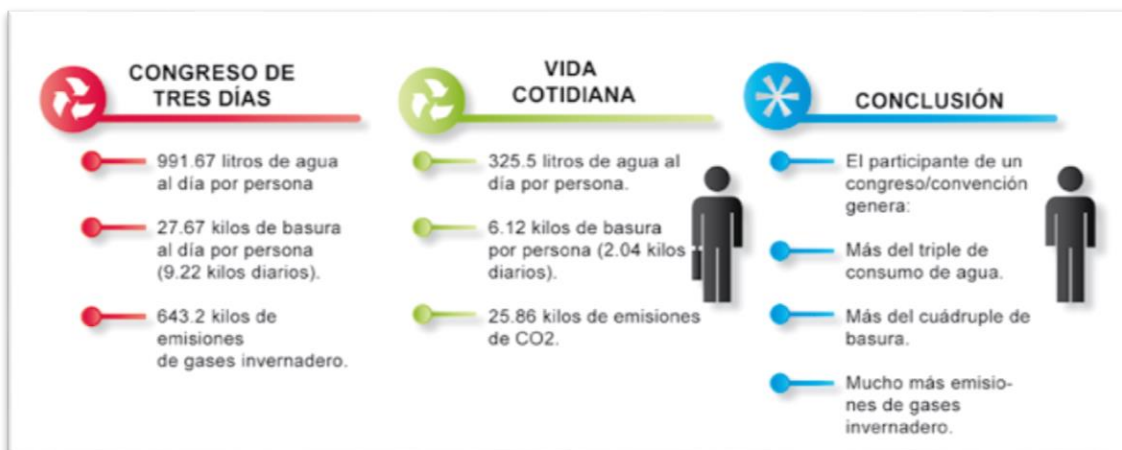 CONGRESO DE
TRES DÍAS
991.67 litros de agua
al día por persona
27.67 kilos de basura
al día por persona
(9.22 kilos diarios).
643.2 kilos de
emisiones
de gases invernadero.
VIDA
COTIDIANA
325.5 litros de agua al
día por persona.
6.12 kilos de basura
por persona (2.04 kilos
diarios).
25.86 kilos de emisiones
de CO2.
CONCLUSIÓN
El participante de un
congreso/convención
genera:
Más del triple de
consumo de agua.
Más del cuádruple de
basura.
Mucho más emisio-
nes de gases
invernadero.